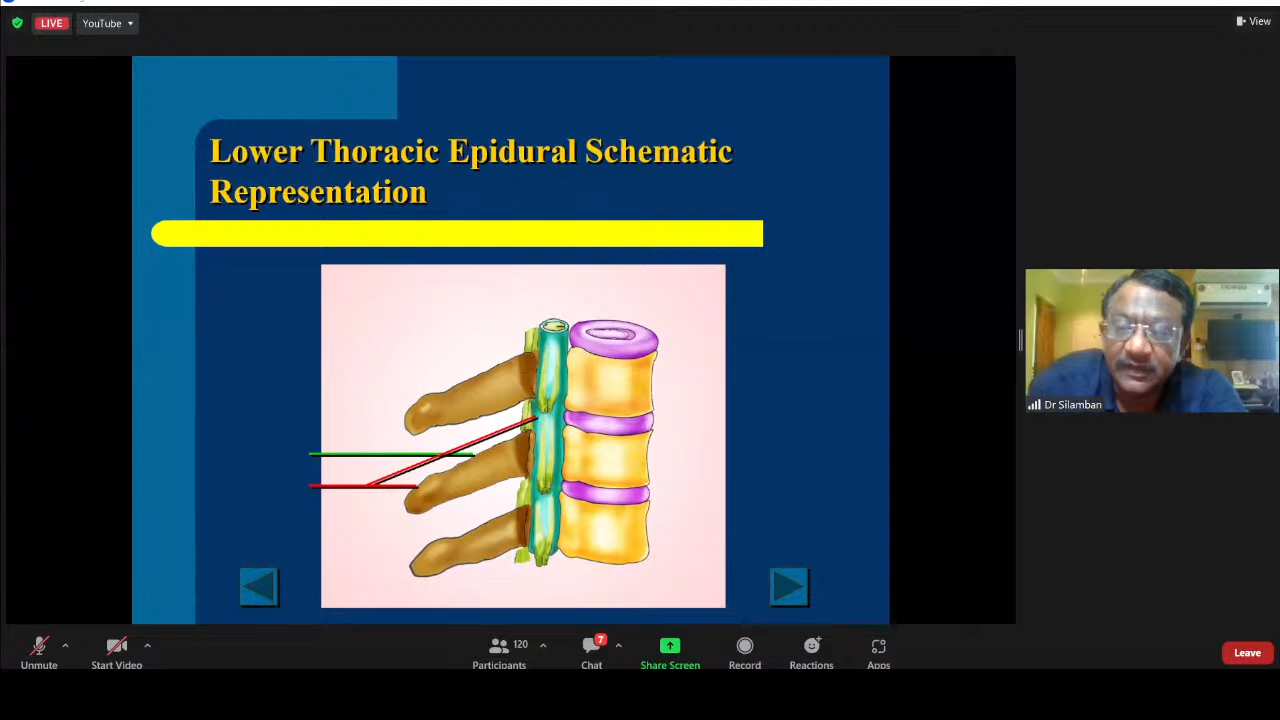 LIVE
YouTube
View
Lower Thoracic Epidural Schematic
Representation
Dr Silamban
Unmute
Start Video
120
Participants
7
Chat
Share Screen
Record
Reactions
Apps
Leave